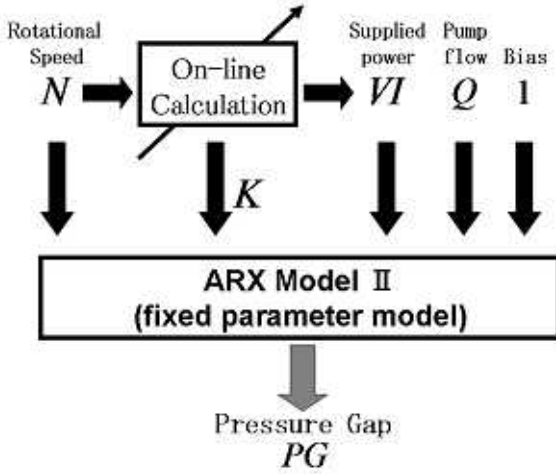 Rotational Speed
N
On-line Calculation
Supplied power
VI
Pump flow
Q
Bias
1
K
ARX Model Ⅱ
(fixed parameter model)
Pressure Gap
PG